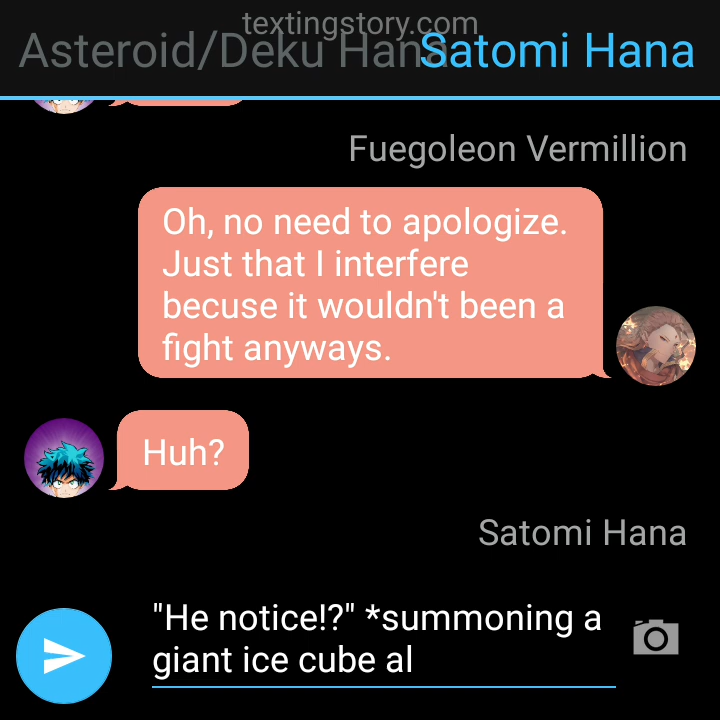 textingstory.com
Asteroid/Deku Hana
Satomi Hana
Fuegoleon Vermillion
Oh, no need to apologize.
Just that I interfere
becuse it wouldn't been a
fight anyways.
Huh?
Satomi Hana
"He notice!?" *summoning a
giant ice cube al